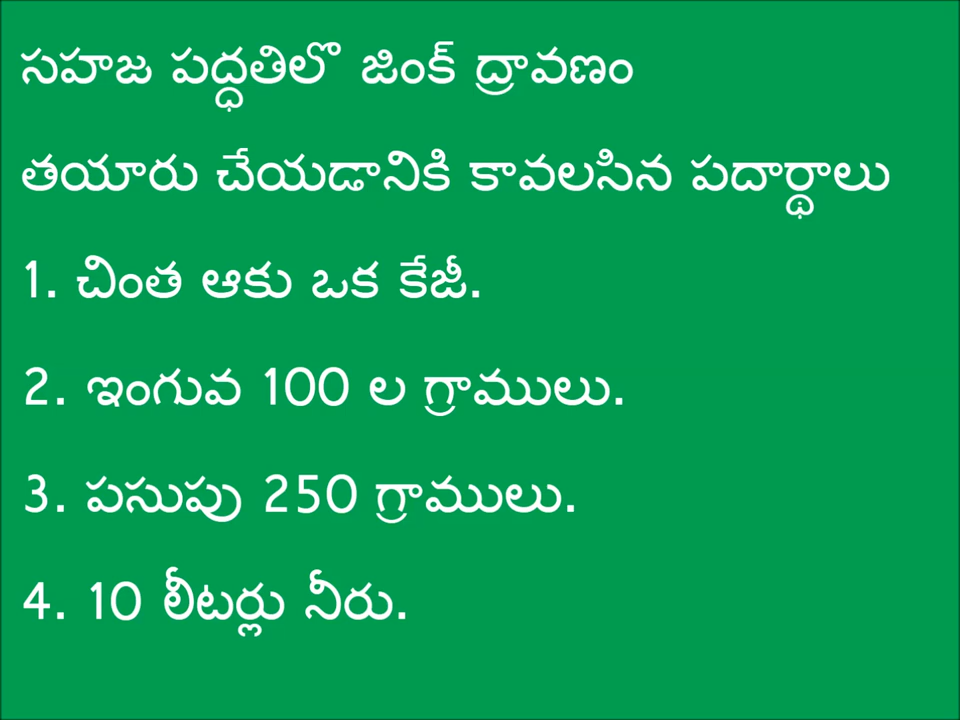 సహజ పద్ధతిలొ జింక్ ద్రావణం
తయారు చేయడానికి కావలసిన పదార్థాలు
1. చింత ఆకు ఒక కేజీ.
2. ఇంగువ 100 ల గ్రాములు.
3. పసుపు 250 గ్రాములు.
4. 10 లీటర్లు నీరు.